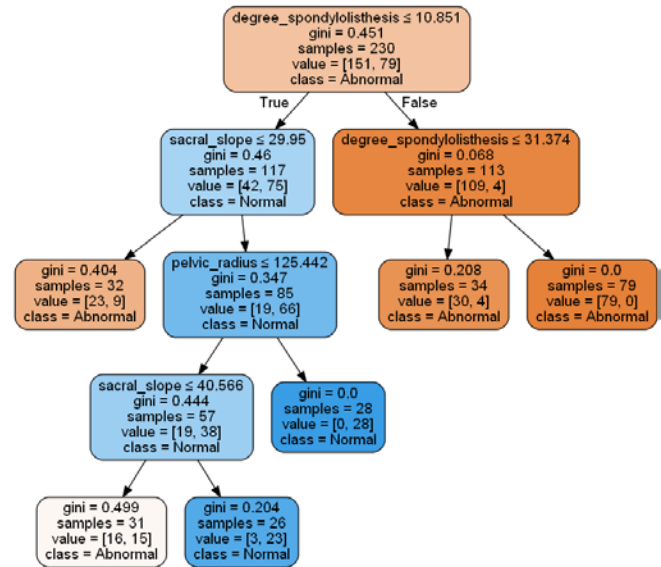 degree_spondylolisthesis ≤ 10.851
gini = 0.451
samples = 230
value = [151, 79]
class = Abnormal
True
False
sacral_slope ≤ 29.95
gini = 0.46
samples = 117
value = [42, 75]
class = Normal
degree_spondylolisthesis ≤ 31.374
gini = 0.068
samples = 113
value = [109, 4]
class = Abnormal
gini = 0.404
samples = 32
value = [23, 9]
class = Abnormal
pelvic_radius ≤ 125.442
gini = 0.347
samples = 85
value = [19, 66]
class = Normal
gini = 0.208
samples = 34
value = [30, 4]
class = Abnormal
gini = 0.0
samples = 79
value = [79, 0]
class = Abnormal
sacral_slope ≤ 40.566
gini = 0.444
samples = 57
value = [19, 38]
class = Normal
gini = 0.0
samples = 28
value = [0, 28]
class = Normal
gini = 0.499
samples = 31
value = [16, 15]
class = Abnormal
gini = 0.204
samples = 26
value = [3, 23]
class = Normal